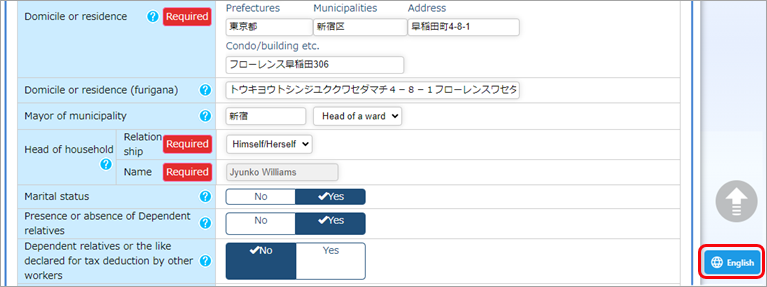 Prefectures Municipalities Address
Domicile or residence ? Required 東京都 新宿区 早稲田町4-8-1
Condo/building etc.
フローレンス早稲田306
Domicile or residence (furigana) ? トウキョウトシンジユククワセダマチ４－８－１フローレンスワセタ
Mayor of municipality ? 新宿 Head of a ward
Head of household ? Relation
ship Required Himself/Herself
Name Required Jyunko Williams
Marital status ? No ✔Yes
Presence or absence of Dependent
relatives ? No ✔Yes
Dependent relatives or the like
declared for tax deduction by other
workers ? ✔No Yes
English